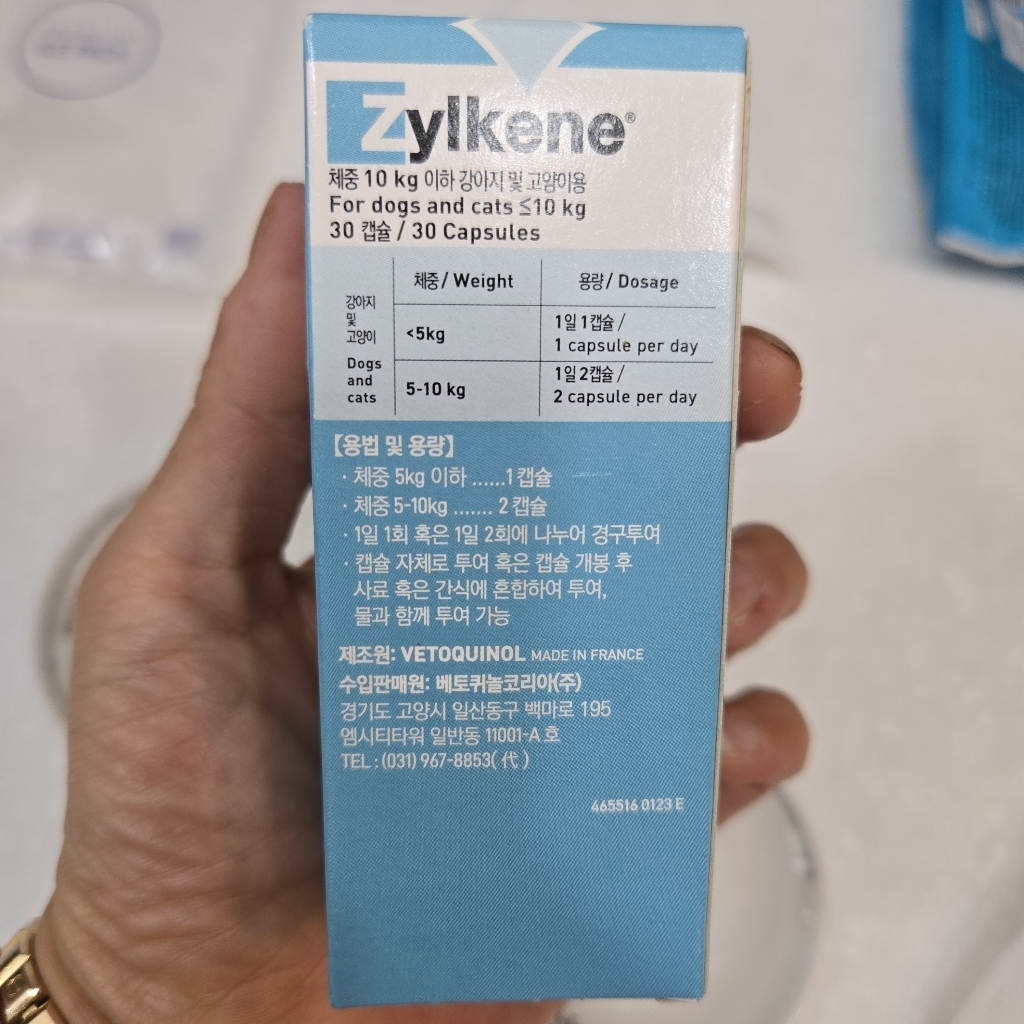 Zylkene®
체중 10 kg 이하 강아지 및 고양이용
For dogs and cats ≤10 kg
30 캡슐 / 30 Capsules
체중 / Weight
용량 / Dosage
강아지
및
고양이
Dogs
and
cats
<5kg
1일 1캡슐 /
1 capsule per day
5-10 kg
1일 2캡슐 /
2 capsule per day
【용법 및 용량】
· 체중 5kg 이하 ......1 캡슐
· 체중 5-10kg ....... 2 캡슐
· 1일 1회 혹은 1일 2회에 나누어 경구투여
· 캡슐 자체로 투여 혹은 캡슐 개봉 후
사료 혹은 간식에 혼합하여 투여,
물과 함께 투여 가능
제조원: VETOQUINOL MADE IN FRANCE
수입판매원: 베토퀴놀코리아(주)
경기도 고양시 일산동구 백마로 195
엠시티타워 일반동 11001-A 호
TEL : (031) 967-8853( 代 )
465516 0123 E